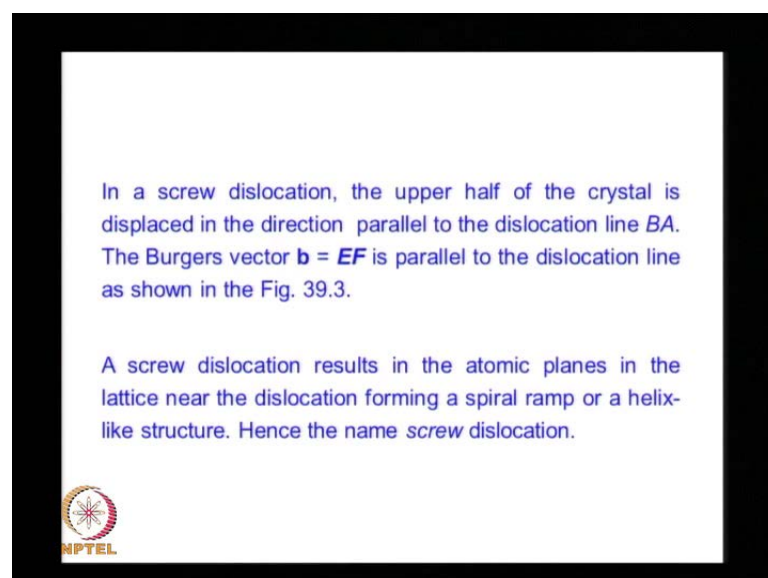 In a screw dislocation, the upper half of the crystal is
displaced in the direction parallel to the dislocation line BA.
The Burgers vector b = EF is parallel to the dislocation line
as shown in the Fig. 39.3.
A screw dislocation results in the atomic planes in the
lattice near the dislocation forming a spiral ramp or a helix-
like structure. Hence the name screw dislocation.
NPTEL